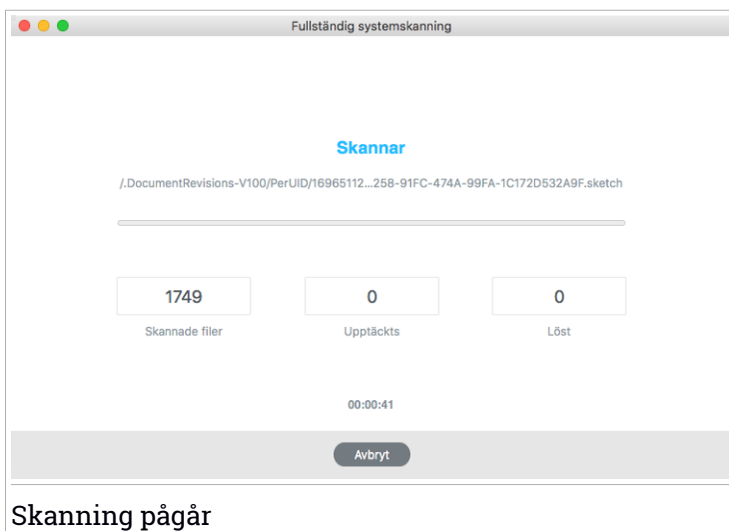 Fullständig systemskanning
Skannar
/.DocumentRevisions-V100/PerUID/16965112...258-91FC-474A-99FA-1C172D532A9F.sketch
1749 0 0
Skannade filer Upptäckts Löst
00:00:41
Avbryt
Skanning pågår